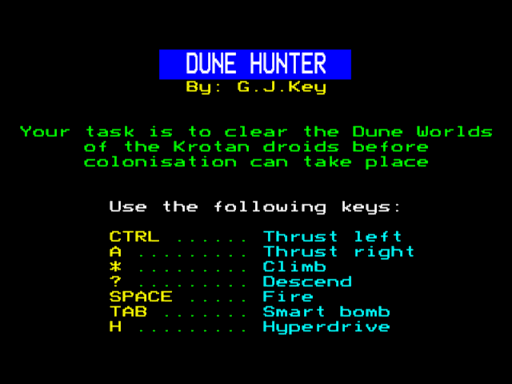 DUNE HUNTER
By: G.J.Key
Your task is to clear the Dune Worlds
of the Krotan droids before
colonisation can take place
Use the following keys:
CTRL ...... Thrust left
A ......... Thrust right
* ......... Climb
? ......... Descend
SPACE ..... Fire
TAB ....... Smart bomb
H ......... Hyperdrive